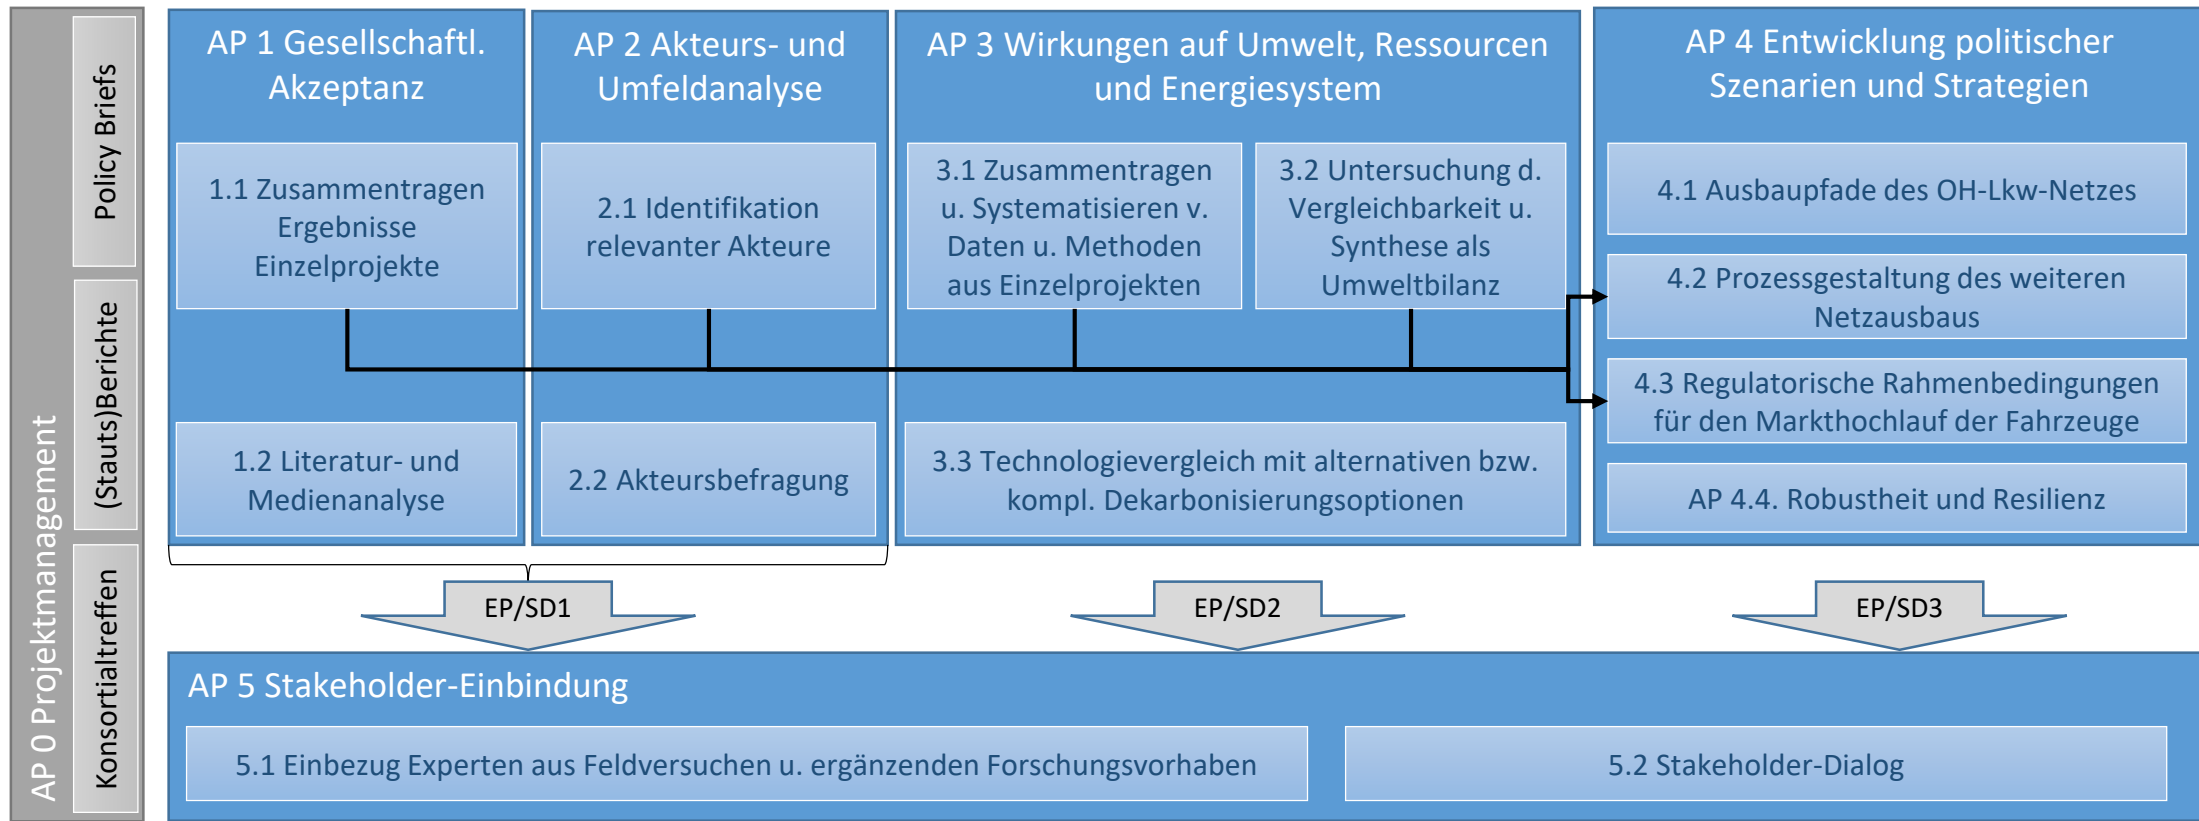 AP 0 Projektmanagement
Policy Briefs
(Stauts)Berichte
Konsortialtreffen
AP 1 Gesellschaftl.
Akzeptanz
1.1 Zusammentragen
Ergebnisse
Einzelprojekte
1.2 Literatur- und
Medienanalyse
AP 2 Akteurs- und
Umfeldanalyse
2.1 Identifikation
relevanter Akteure
2.2 Akteursbefragung
AP 3 Wirkungen auf Umwelt, Ressourcen
und Energiesystem
3.1 Zusammentragen
u. Systematisieren v.
Daten u. Methoden
aus Einzelprojekten
3.2 Untersuchung d.
Vergleichbarkeit u.
Synthese als
Umweltbilanz
3.3 Technologievergleich mit alternativen bzw.
kompl. Dekarbonisierungsoptionen
AP 4 Entwicklung politischer
Szenarien und Strategien
4.1 Ausbaupfade des OH-Lkw-Netzes
4.2 Prozessgestaltung des weiteren
Netzausbaus
4.3 Regulatorische Rahmenbedingungen
für den Markthochlauf der Fahrzeuge
AP 4.4. Robustheit und Resilienz
EP/SD1
EP/SD2
EP/SD3
AP 5 Stakeholder-Einbindung
5.1 Einbezug Experten aus Feldversuchen u. ergänzenden Forschungsvorhaben
5.2 Stakeholder-Dialog